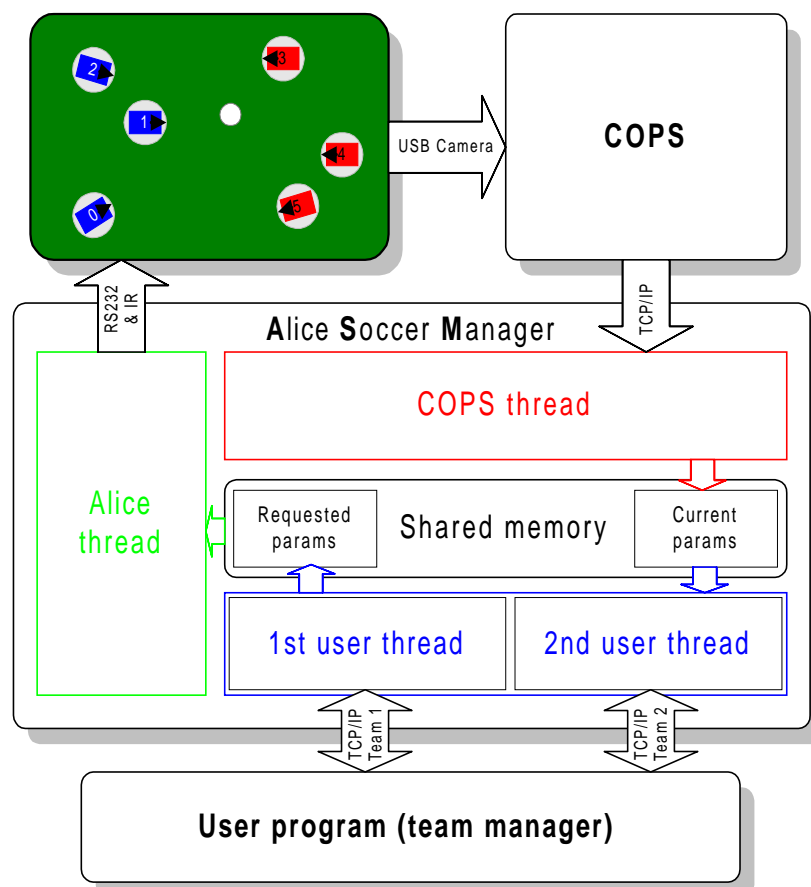 2
3
1
4
0
5
USB Camera
COPS
RS232
& IR
TCP/IP
Alice Soccer Manager
COPS thread
Alice
thread
Requested
params
Shared memory
Current
params
1st user thread
2nd user thread
TCP/IP
Team 1
TCP/IP
Team 2
User program (team manager)